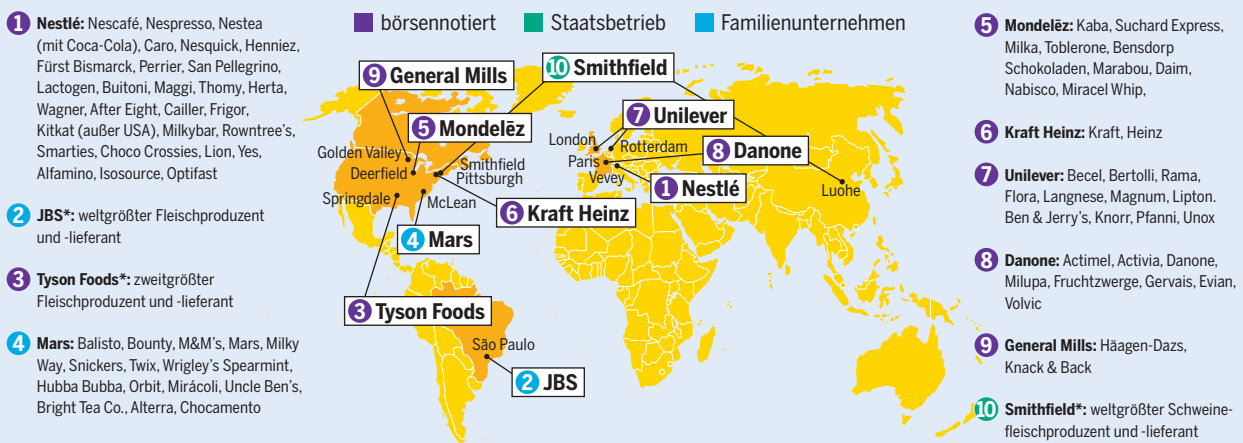 1 Nestlé: Nescafé, Nespresso, Nestea
(mit Coca-Cola), Caro, Nesquick, Henniez,
Fürst Bismarck, Perrier, San Pellegrino,
Lactogen, Buitoni, Maggi, Thomy, Herta,
Wagner, After Eight, Cailler, Frigor,
Kitkat (außer USA), Milkybar, Rowntree's,
Smarties, Choco Crossies, Lion, Yes,
Alfamino, Isosource, Optifast
2 JBS*: weltgrößter Fleischproduzent
und -lieferant
3 Tyson Foods*: zweitgrößter
Fleischproduzent und -lieferant
4 Mars: Balisto, Bounty, M&M's, Mars, Milky
Way, Snickers, Twix, Wrigley's Spearmint,
Hubba Bubba, Orbit, Mirácoli, Uncle Ben's,
Bright Tea Co., Alterra, Chocamento
börsennotiert
Staatsbetrieb
Familienunternehmen
9 General Mills
10 Smithfield
5 Mondelēz
7 Unilever
London
Rotterdam
8 Danone
Paris
Vevey
1 Nestlé
Golden Valley
Deerfield
Smithfield
Pittsburgh
Springdale
McLean
6 Kraft Heinz
4 Mars
Luohe
3 Tyson Foods
São Paulo
2 JBS
5 Mondelēz: Kaba, Suchard Express,
Milka, Toblerone, Bensdorp
Schokoladen, Marabou, Daim,
Nabisco, Miracel Whip,
6 Kraft Heinz: Kraft, Heinz
7 Unilever: Becel, Bertolli, Rama,
Flora, Langnese, Magnum, Lipton.
Ben & Jerry's, Knorr, Pfanni, Unox
8 Danone: Actimel, Activia, Danone,
Milupa, Fruchtzwerge, Gervais, Evian,
Volvic
9 General Mills: Häagen-Dazs,
Knack & Back
10 Smithfield*: weltgrößter Schweine-
fleischproduzent und -lieferant